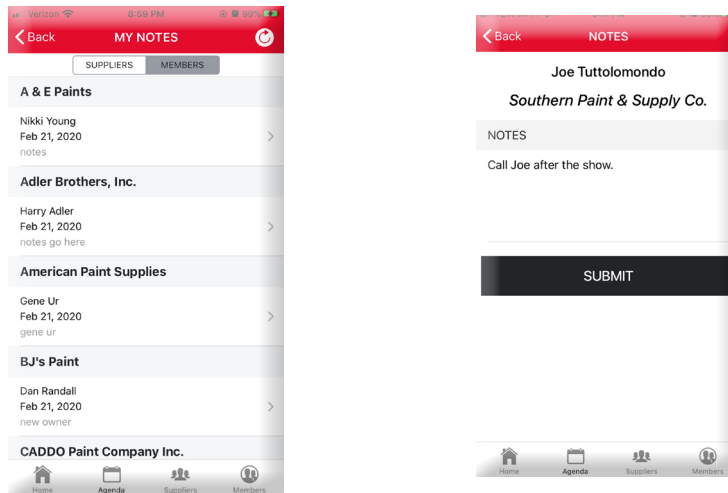 Verizon 8:59 PM 99%
Back MY NOTES
SUPPLIERS MEMBERS
A & E Paints
Nikki Young
Feb 21, 2020
notes
Adler Brothers, Inc.
Harry Adler
Feb 21, 2020
notes go here
American Paint Supplies
Gene Ur
Feb 21, 2020
gene ur
BJ's Paint
Dan Randall
Feb 21, 2020
new owner
CADDO Paint Company Inc.
Home Agenda Suppliers Members
Back NOTES
Joe Tuttolomondo
Southern Paint & Supply Co.
NOTES
Call Joe after the show.
SUBMIT
Home Agenda Suppliers Members